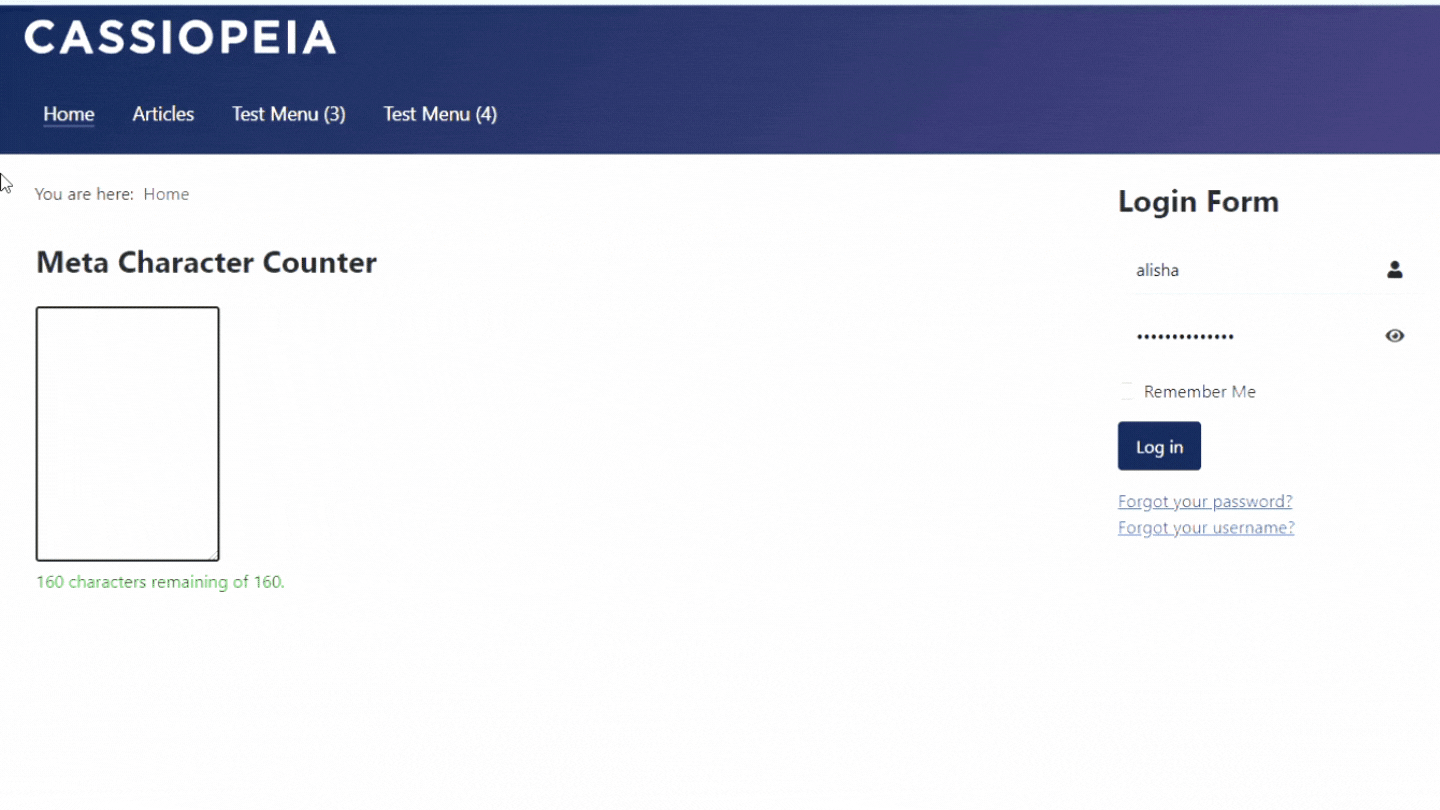 CASSIOPEIA
Home Articles Test Menu (3) Test Menu (4)
You are here: Home
Meta Character Counter
160 characters remaining of 160.
Login Form
alisha
••••••••••••••
Remember Me
Log in
Forgot your password?
Forgot your username?